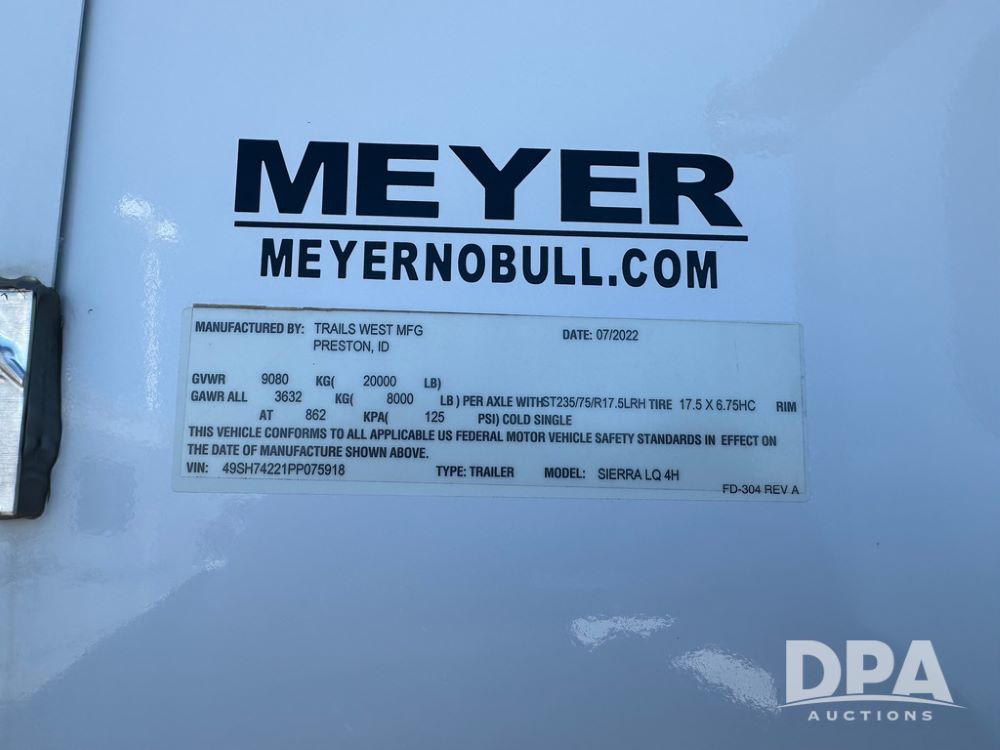 MEYER
MEYERNOBULL.COM
MANUFACTURED BY: TRAILS WEST MFG DATE: 07/2022
PRESTON, ID
GVWR 9080 KG( 20000 LB)
GAWR ALL 3632 KG( 8000 LB) PER AXLE WITHST235/75/R17.5LRH TIRE 17.5 X 6.75HC RIM
AT 862 KPA( 125 PSI) COLD SINGLE
THIS VEHICLE CONFORMS TO ALL APPLICABLE US FEDERAL MOTOR VEHICLE SAFETY STANDARDS IN EFFECT ON
THE DATE OF MANUFACTURE SHOWN ABOVE.
VIN: 49SH74221PP075918 TYPE: TRAILER MODEL: SIERRA LQ 4H
FD-304 REV A
DPA
AUCTIONS